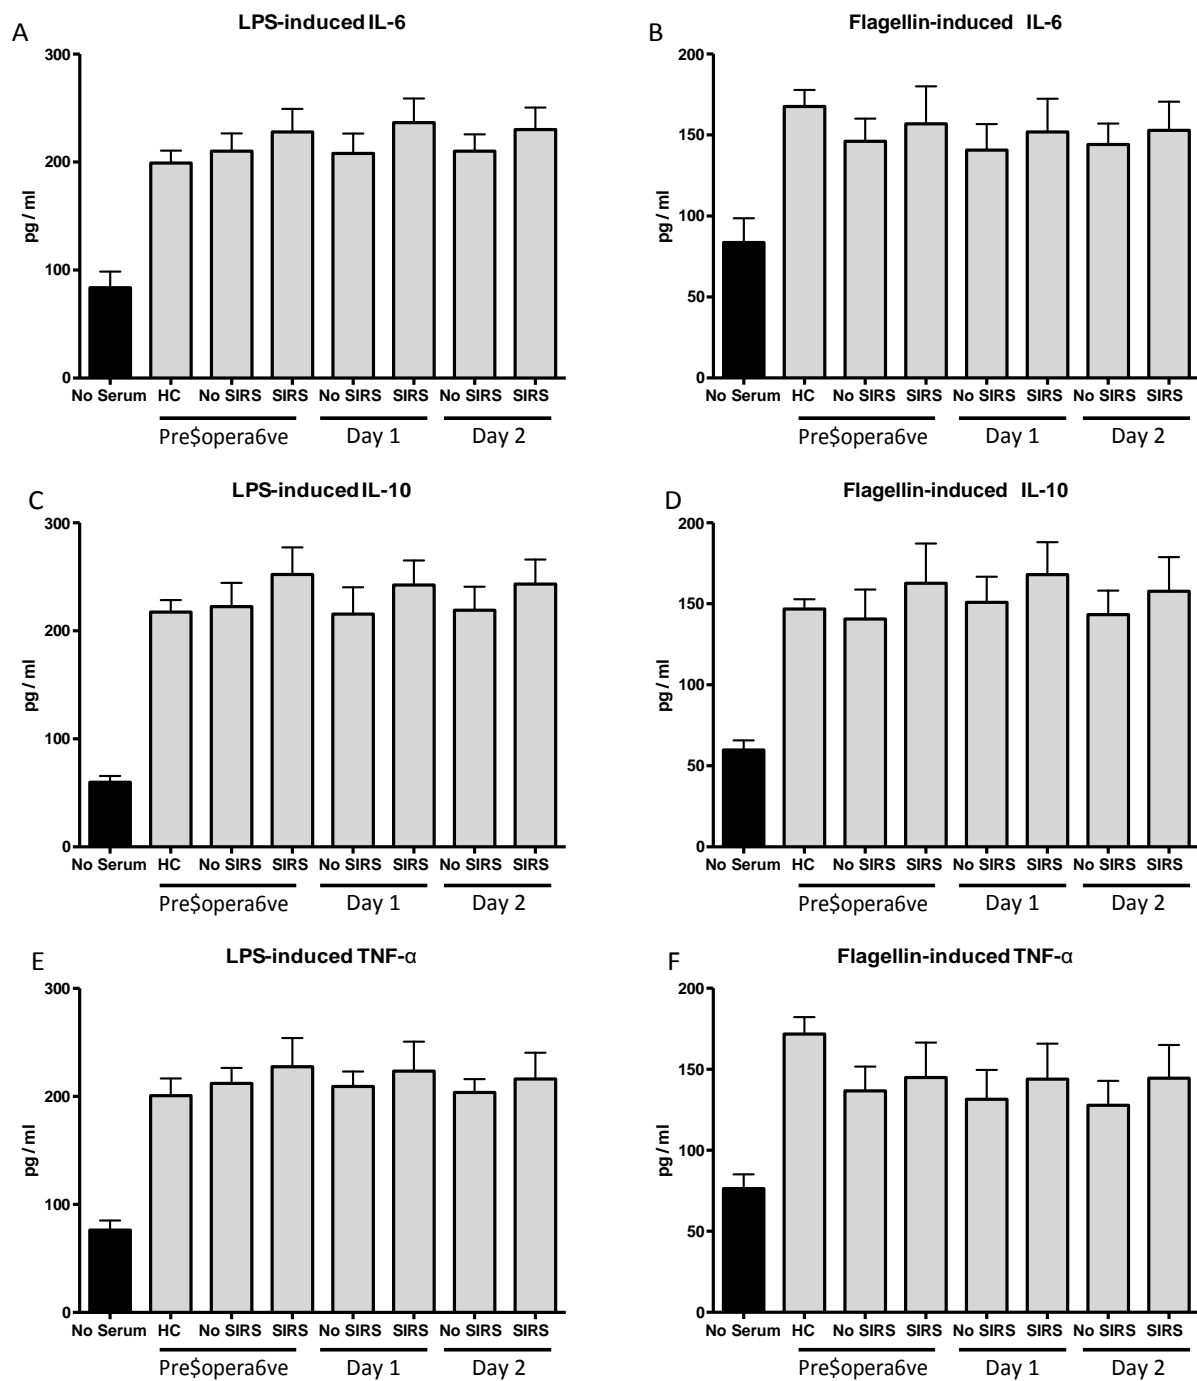 A
LPS-induced IL-6
300
200
100
0
pg / ml
No Serum HC No SIRS SIRS No SIRS SIRS No SIRS SIRS
Pre$opera6ve Day 1 Day 2
B
Flagellin-induced IL-6
200
150
100
50
0
pg / ml
No Serum HC No SIRS SIRS No SIRS SIRS No SIRS SIRS
Pre$opera6ve Day 1 Day 2
C
LPS-induced IL-10
300
200
100
0
pg / ml
No Serum HC No SIRS SIRS No SIRS SIRS No SIRS SIRS
Pre$opera6ve Day 1 Day 2
D
Flagellin-induced IL-10
200
150
100
50
0
pg / ml
No Serum HC No SIRS SIRS No SIRS SIRS No SIRS SIRS
Pre$opera6ve Day 1 Day 2
E
LPS-induced TNF-α
300
200
100
0
pg / ml
No Serum HC No SIRS SIRS No SIRS SIRS No SIRS SIRS
Pre$opera6ve Day 1 Day 2
F
Flagellin-induced TNF-α
200
150
100
50
0
pg / ml
No Serum HC No SIRS SIRS No SIRS SIRS No SIRS SIRS
Pre$opera6ve Day 1 Day 2